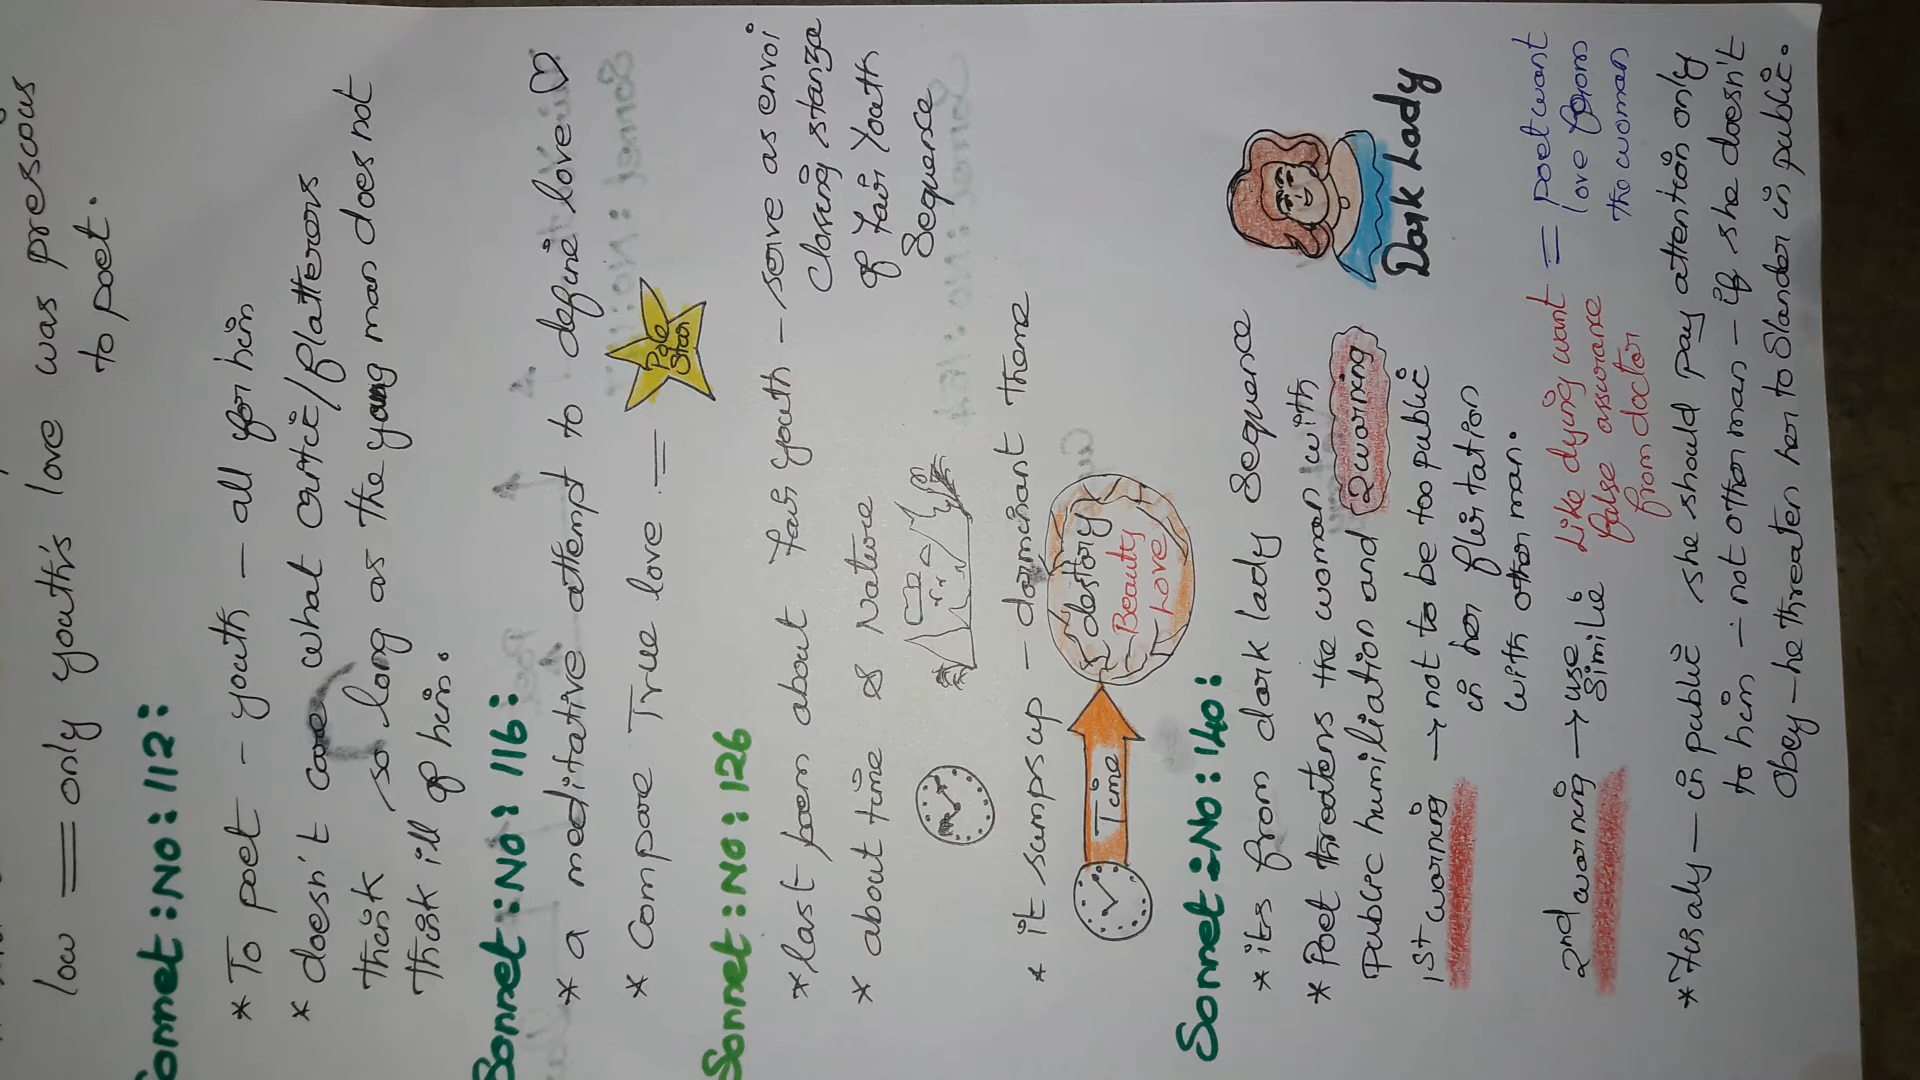 low = only youth's love was prescious
to poet.
Sonnet : No : 112 :
* To poet - youth - all for him
* doesn't care what critic/flatterors
think, so long as the young man does not
Think ill of him.
Sonnet : No : 116 :
* a meditative attempt to define love ♡
* Compare True love =
Pole
Star
Sonnet : No : 126
* last poem about fair youth - serve as envoi
closing stanza
of Fair Youth
Sequence
* about time & Nature
* it sumps up - dominant theme
Time
destory
Beauty
Love
Sonnet : No : 140 :
* its from dark lady Sequence
* Poet threatens the women with
Public humiliation and 2 warning
Dark Lady
1st warning → not to be too public
in her flirtation
with other man.
2nd warning → use
Simile
Like dying want
false assurance
from doctor
= poet want
love from
the women
* Finaly - in public she should pay attention only
to him - not other man - if she doesn't
Obey - he threaten her to Slander in public.